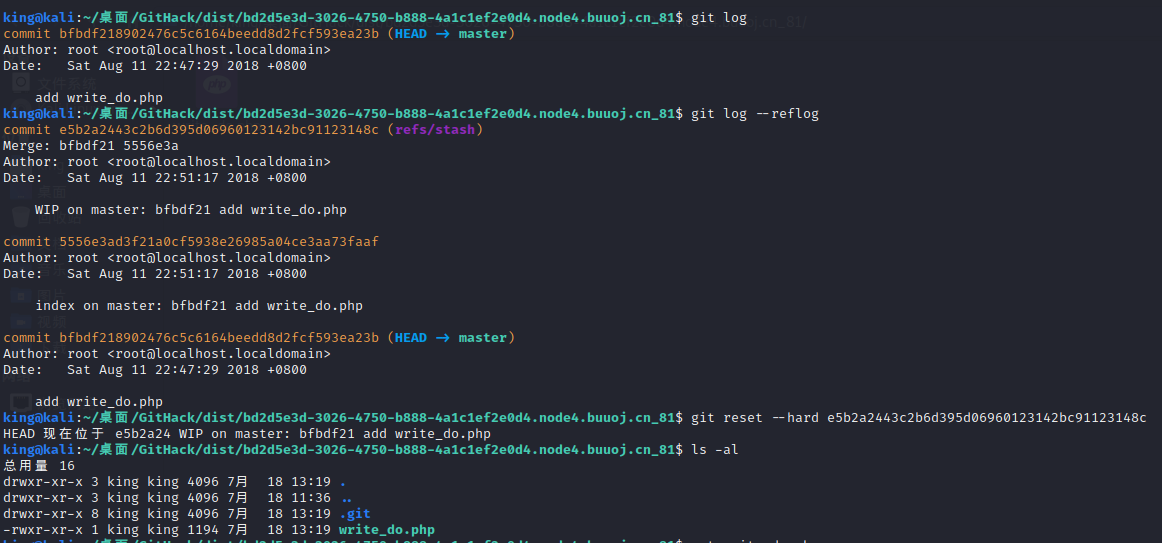 king@kali:~/桌面/GitHack/dist/bd2d5e3d-3026-4750-b888-4a1c1ef2e0d4.node4.buuoj.cn_81$ git log
commit bfbdf218902476c5c6164beedd8d2fcf593ea23b (HEAD → master)
Author: root <root@localhost.localdomain>
Date:   Sat Aug 11 22:47:29 2018 +0800
    add write_do.php
king@kali:~/桌面/GitHack/dist/bd2d5e3d-3026-4750-b888-4a1c1ef2e0d4.node4.buuoj.cn_81$ git log --reflog
commit e5b2a2443c2b6d395d06960123142bc91123148c (refs/stash)
Merge: bfbdf21 5556e3a
Author: root <root@localhost.localdomain>
Date:   Sat Aug 11 22:51:17 2018 +0800
    WIP on master: bfbdf21 add write_do.php
commit 5556e3ad3f21a0cf5938e26985a04ce3aa73faaf
Author: root <root@localhost.localdomain>
Date:   Sat Aug 11 22:51:17 2018 +0800
    index on master: bfbdf21 add write_do.php
commit bfbdf218902476c5c6164beedd8d2fcf593ea23b (HEAD → master)
Author: root <root@localhost.localdomain>
Date:   Sat Aug 11 22:47:29 2018 +0800
    add write_do.php
king@kali:~/桌面/GitHack/dist/bd2d5e3d-3026-4750-b888-4a1c1ef2e0d4.node4.buuoj.cn_81$ git reset --hard e5b2a2443c2b6d395d06960123142bc91123148c
HEAD 现在位于 e5b2a24 WIP on master: bfbdf21 add write_do.php
king@kali:~/桌面/GitHack/dist/bd2d5e3d-3026-4750-b888-4a1c1ef2e0d4.node4.buuoj.cn_81$ ls -al
总用量 16
drwxr-xr-x 3 king king 4096 7月  18 13:19 .
drwxr-xr-x 3 king king 4096 7月  18 11:36 ..
drwxr-xr-x 8 king king 4096 7月  18 13:19 .git
-rwxr-xr-x 1 king king 1194 7月  18 13:19 write_do.php